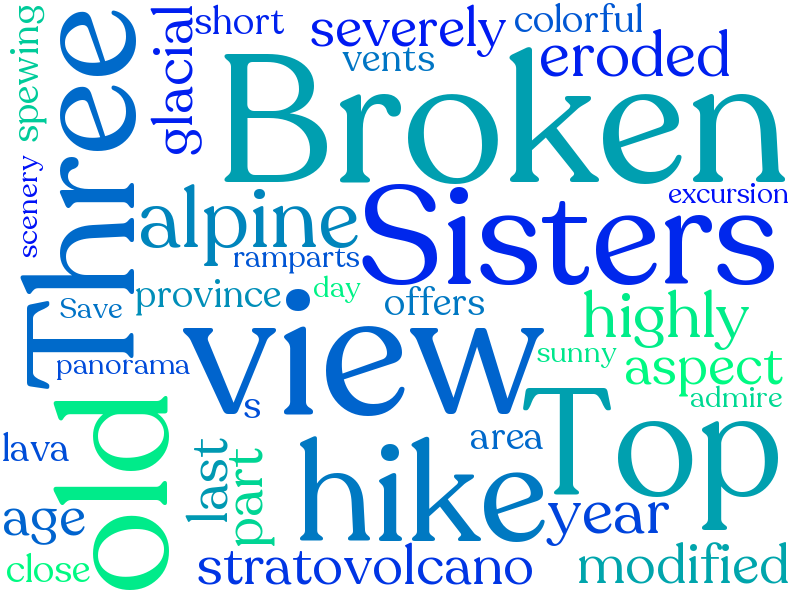 spewing
Three
glacial
short
severely
colorful
vents
eroded
Broken
scenery
alpine
Sisters
excursion
ramparts
province
day
offers
Save
highly
view
panorama
sunny
aspect
admire
s
Top
old
lava
last
part
hike
area
age
year
close
stratovolcano
modified